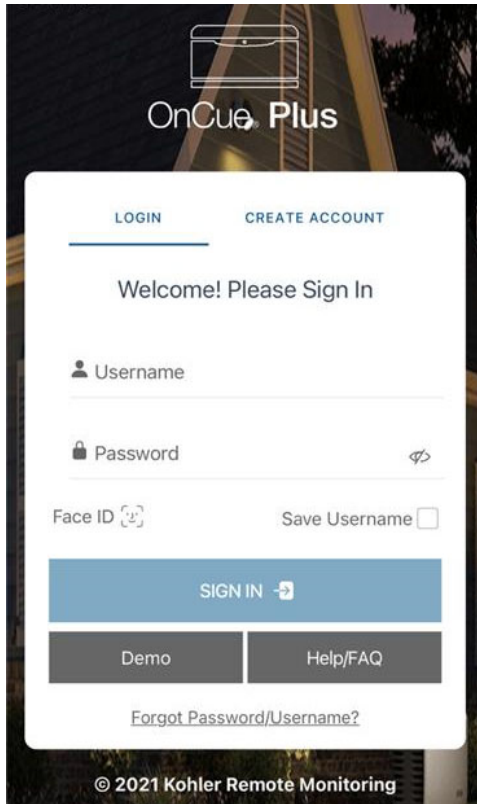 OnCue Plus
LOGIN CREATE ACCOUNT
Welcome! Please Sign In
Username
Password
Face ID Save Username
SIGN IN
Demo Help/FAQ
Forgot Password/Username?
© 2021 Kohler Remote Monitoring